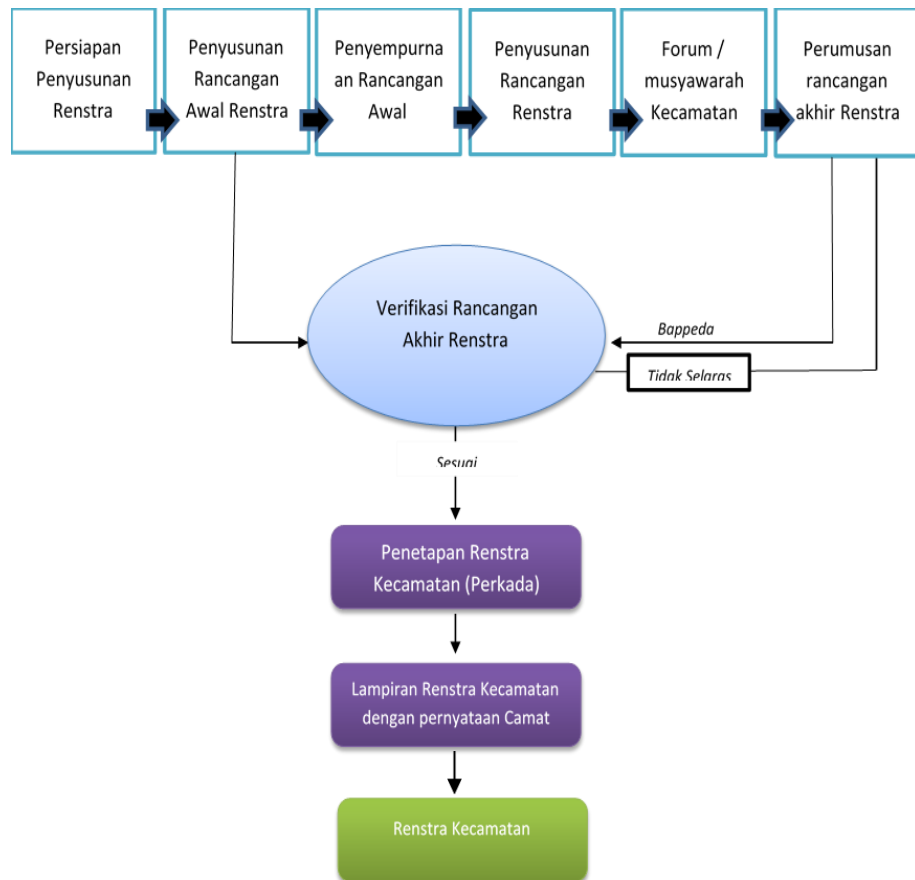 Persiapan
Penyusunan
Renstra
Penyusunan
Rancangan
Awal Renstra
Penyempurna
an Rancangan
Awal
Penyusunan
Rancangan
Renstra
Forum /
musyawarah
Kecamatan
Perumusan
rancangan
akhir Renstra
Verifikasi Rancangan
Akhir Renstra
Bappeda
Tidak Selaras
Sesuai
Penetapan Renstra
Kecamatan (Perkada)
Lampiran Renstra Kecamatan
dengan pernyataan Camat
Renstra Kecamatan